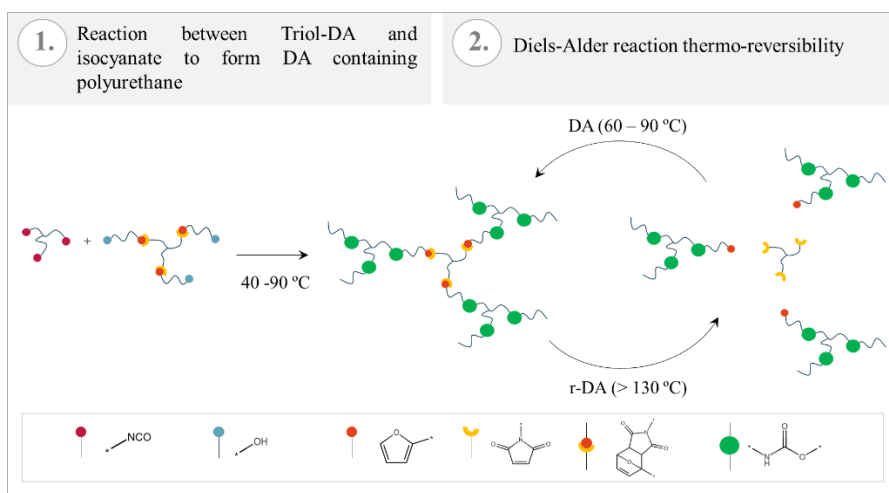 1.
Reaction between Triol-DA and
isocyanate to form DA containing
polyurethane
2.
Diels-Alder reaction thermo-reversibility
DA (60 – 90 ºC)
+
40 -90 ºC
r-DA (> 130 ºC)
NCO
OH
O
O N O
N O O O
O N H O